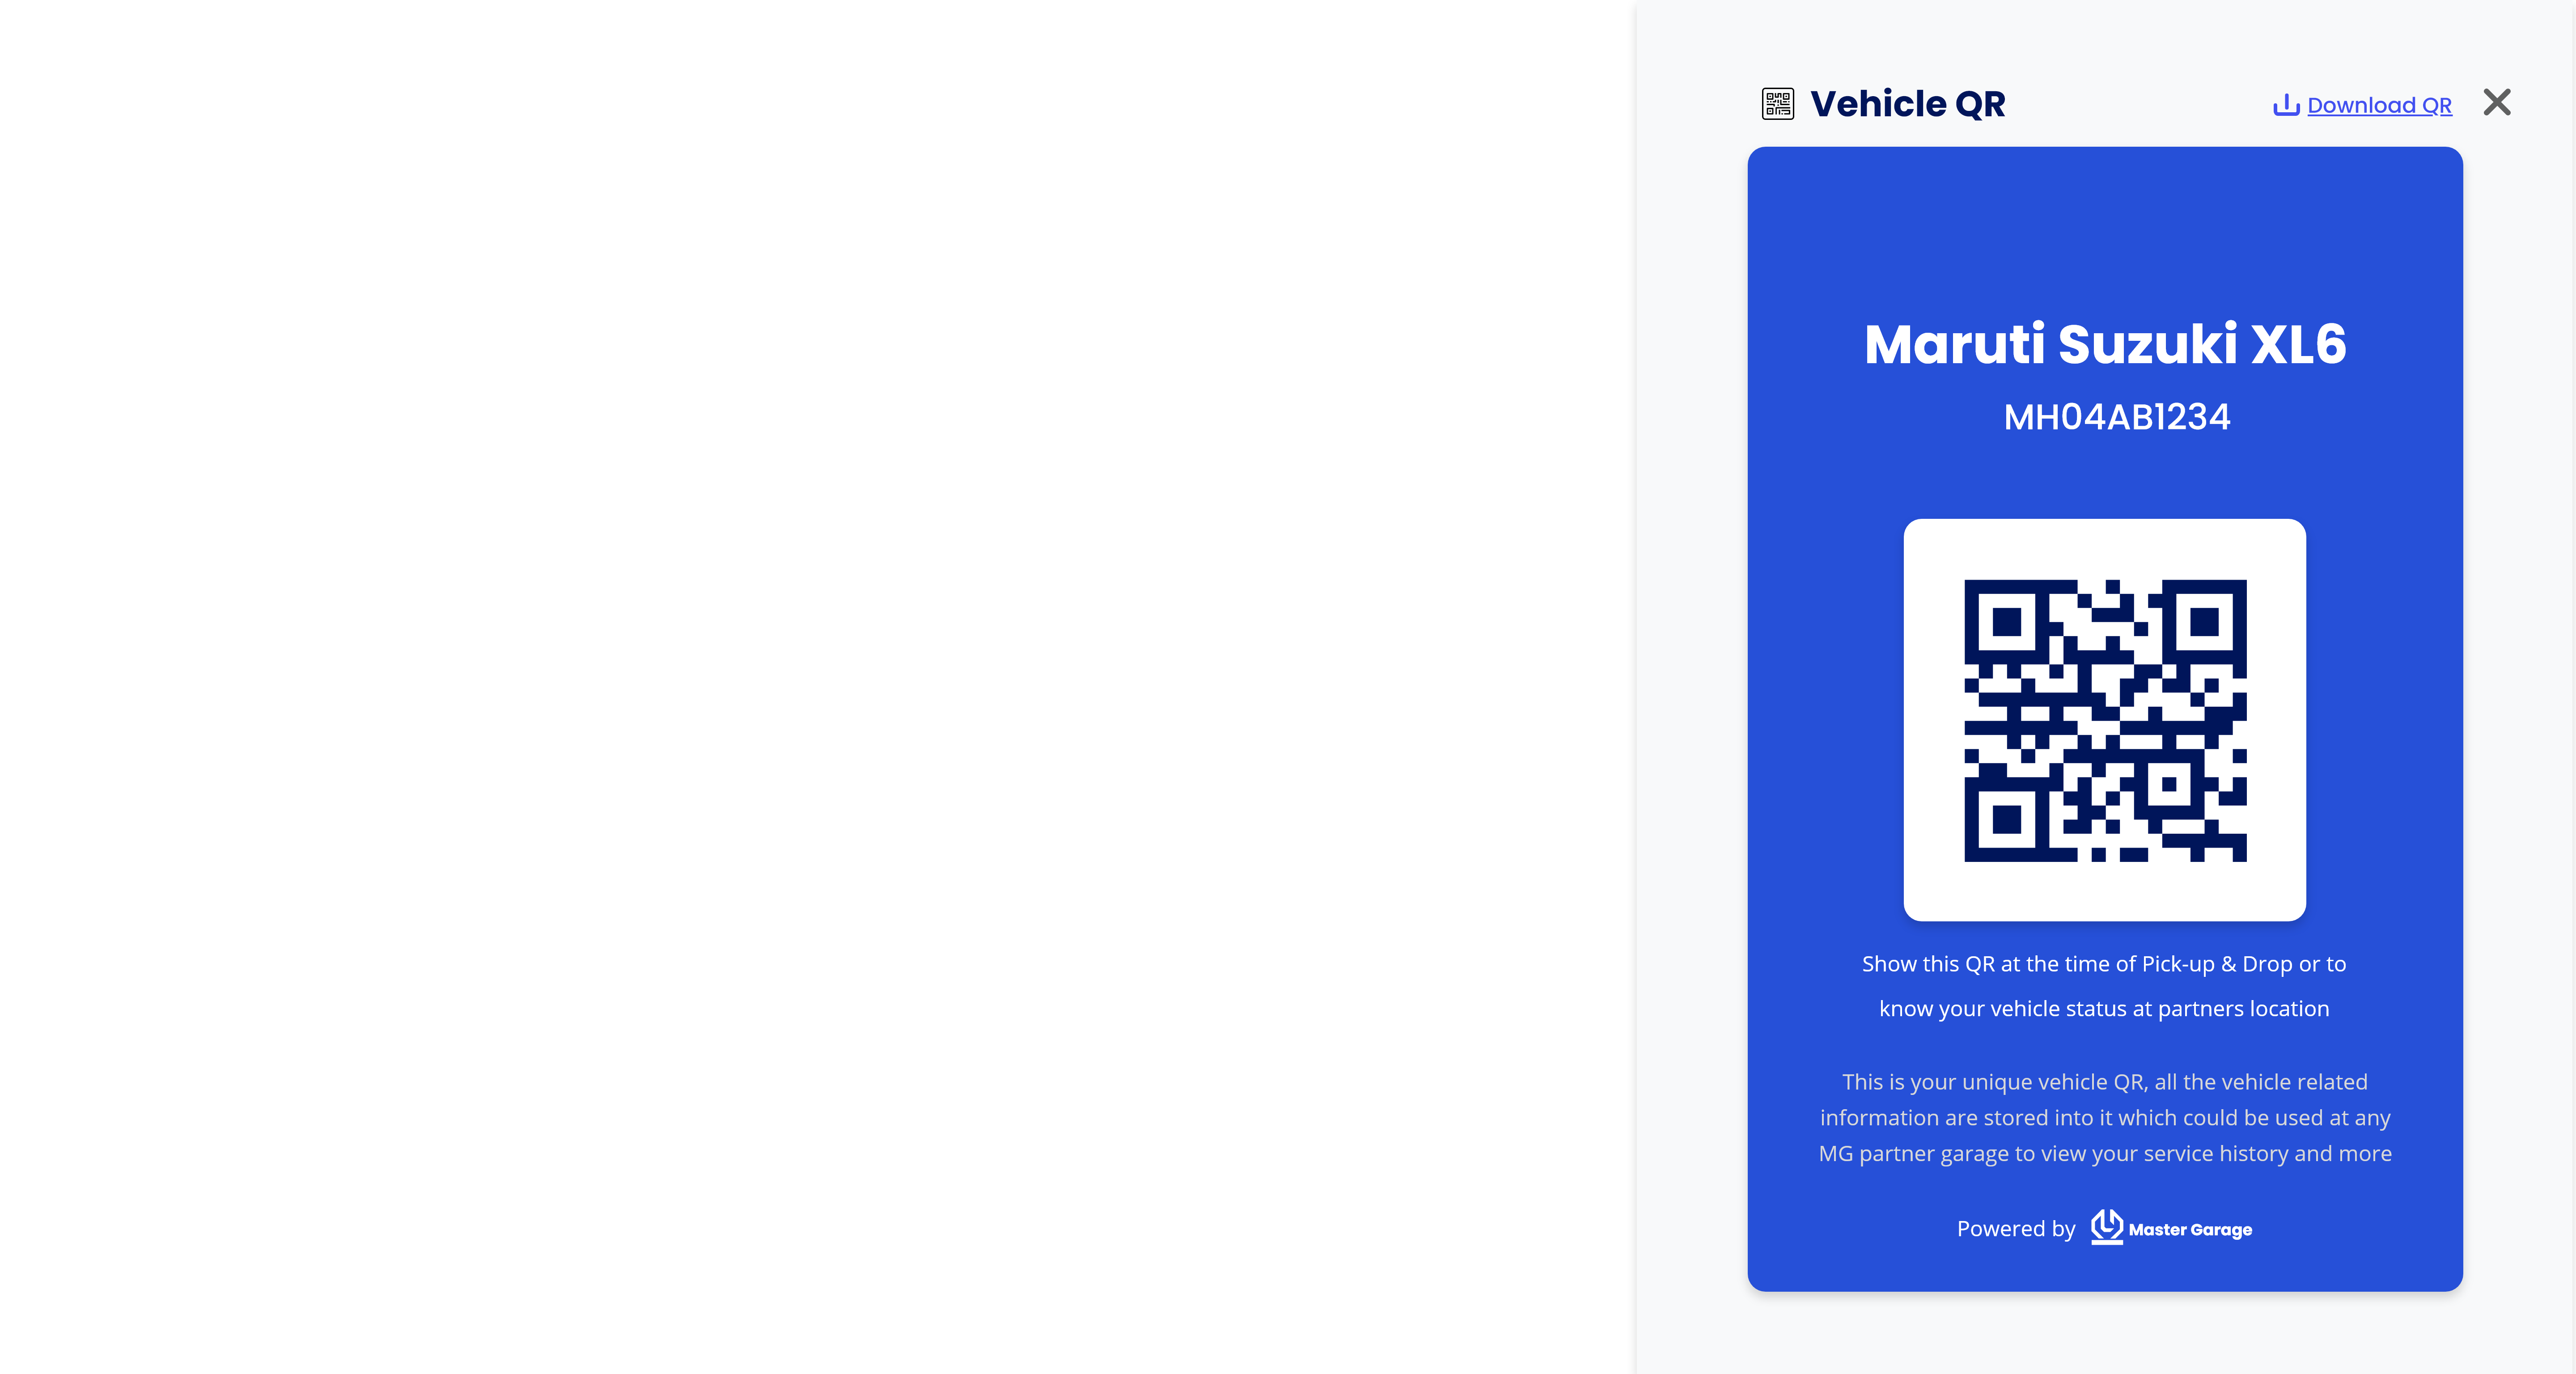 Vehicle QR
Download QR
Maruti Suzuki XL6
MH04AB1234
Show this QR at the time of Pick-up & Drop or to
know your vehicle status at partners location
This is your unique vehicle QR, all the vehicle related
information are stored into it which could be used at any
MG partner garage to view your service history and more
Powered by Master Garage